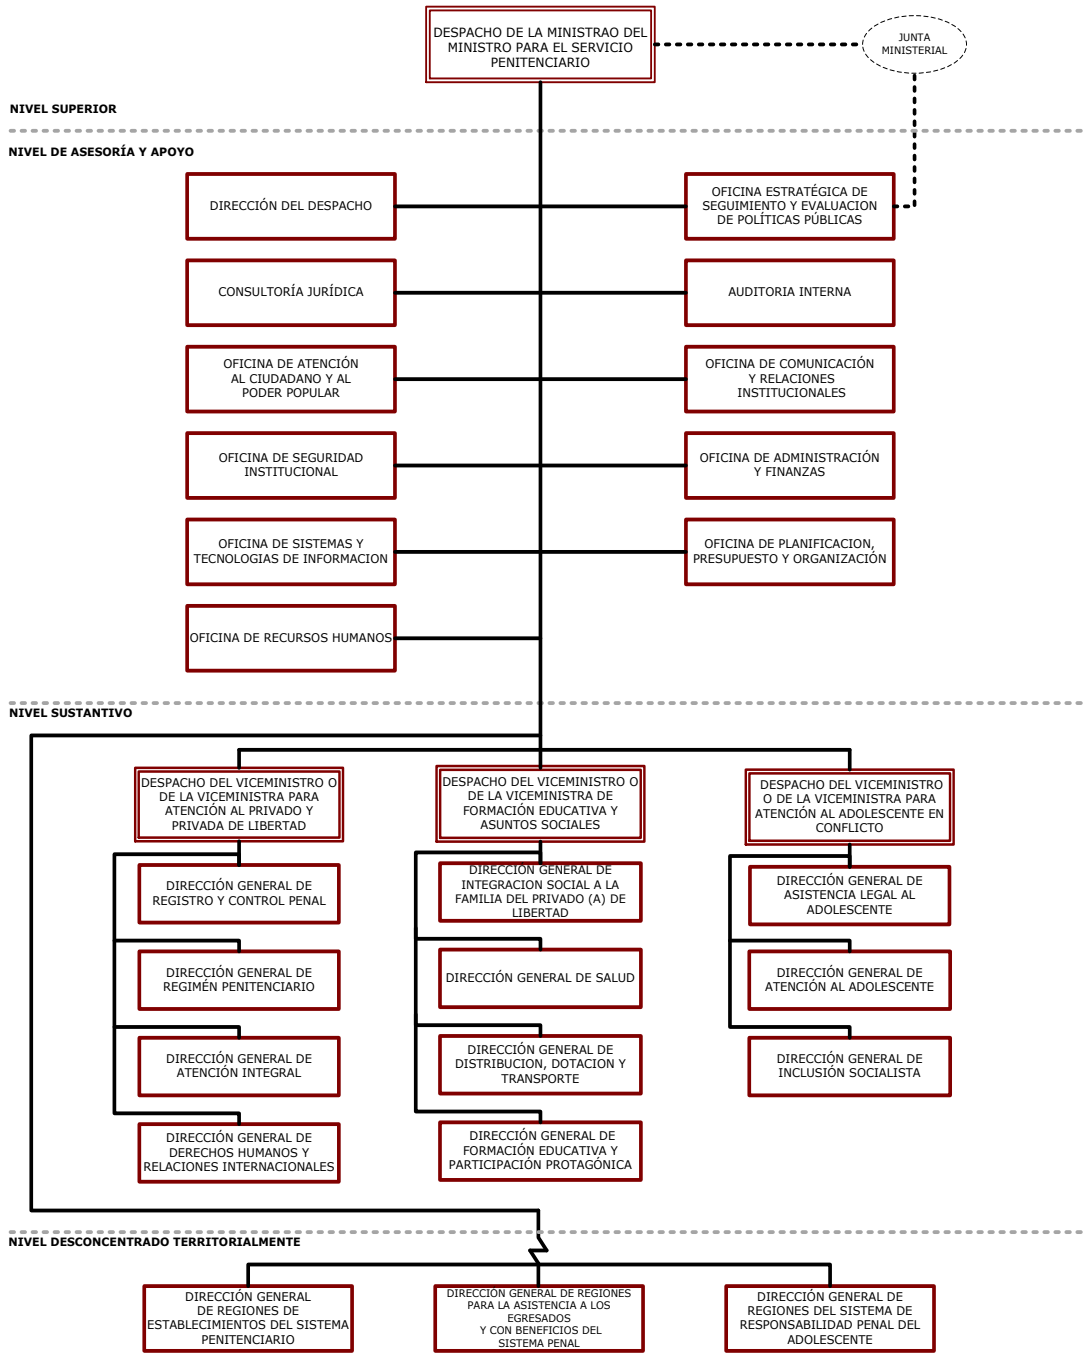 DESPACHO DE LA MINISTRAO DEL
MINISTRO PARA EL SERVICIO
PENITENCIARIO
JUNTA
MINISTERIAL
NIVEL SUPERIOR
NIVEL DE ASESORÍA Y APOYO
DIRECCIÓN DEL DESPACHO
OFICINA ESTRATÉGICA DE
SEGUIMIENTO Y EVALUACION
DE POLÍTICAS PÚBLICAS
CONSULTORÍA JURÍDICA
AUDITORIA INTERNA
OFICINA DE ATENCIÓN
AL CIUDADANO Y AL
PODER POPULAR
OFICINA DE COMUNICACIÓN
Y RELACIONES
INSTITUCIONALES
OFICINA DE SEGURIDAD
INSTITUCIONAL
OFICINA DE ADMINISTRACIÓN
Y FINANZAS
OFICINA DE SISTEMAS Y
TECNOLOGIAS DE INFORMACION
OFICINA DE PLANIFICACION,
PRESUPUESTO Y ORGANIZACIÓN
OFICINA DE RECURSOS HUMANOS
NIVEL SUSTANTIVO
DESPACHO DEL VICEMINISTRO O
DE LA VICEMINISTRA PARA
ATENCIÓN AL PRIVADO Y
PRIVADA DE LIBERTAD
DIRECCIÓN GENERAL DE
REGISTRO Y CONTROL PENAL
DIRECCIÓN GENERAL DE
REGIMÉN PENITENCIARIO
DIRECCIÓN GENERAL DE
ATENCIÓN INTEGRAL
DIRECCIÓN GENERAL DE
DERECHOS HUMANOS Y
RELACIONES INTERNACIONALES
DESPACHO DEL VICEMINISTRO O
DE LA VICEMINISTRA DE
FORMACIÓN EDUCATIVA Y
ASUNTOS SOCIALES
DIRECCIÓN GENERAL DE
INTEGRACION SOCIAL A LA
FAMILIA DEL PRIVADO (A) DE
LIBERTAD
DIRECCIÓN GENERAL DE SALUD
DIRECCIÓN GENERAL DE
DISTRIBUCION, DOTACION Y
TRANSPORTE
DIRECCIÓN GENERAL DE
FORMACIÓN EDUCATIVA Y
PARTICIPACIÓN PROTAGÓNICA
DESPACHO DEL VICEMINISTRO
O DE LA VICEMINISTRA PARA
ATENCIÓN AL ADOLESCENTE EN
CONFLICTO
DIRECCIÓN GENERAL DE
ASISTENCIA LEGAL AL
ADOLESCENTE
DIRECCIÓN GENERAL DE
ATENCIÓN AL ADOLESCENTE
DIRECCIÓN GENERAL DE
INCLUSIÓN SOCIALISTA
NIVEL DESCONCENTRADO TERRITORIALMENTE
DIRECCIÓN GENERAL
DE REGIONES DE
ESTABLECIMIENTOS DEL SISTEMA
PENITENCIARIO
DIRECCIÓN GENERAL DE REGIONES
PARA LA ASISTENCIA A LOS
EGRESADOS
Y CON BENEFICIOS DEL
SISTEMA PENAL
DIRECCIÓN GENERAL DE
REGIONES DEL SISTEMA DE
RESPONSABILIDAD PENAL DEL
ADOLESCENTE